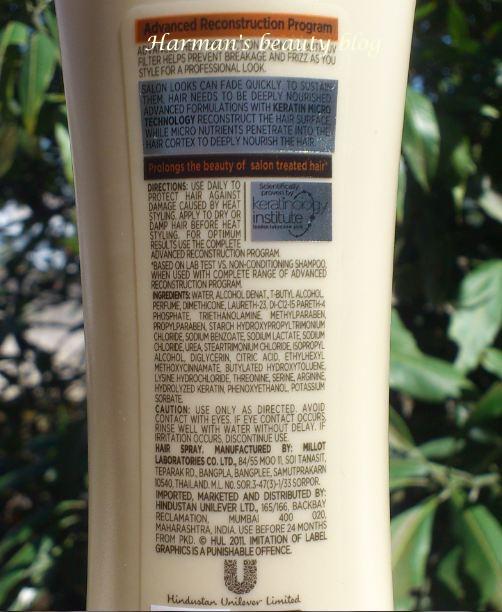 Advanced Reconstruction Program
Harman's beauty blog
FILTER HELPS PREVENT BREAKAGE AND FRIZZ AS YOU
STYLE FOR A PROFESSIONAL LOOK.
SALON LOOKS CAN FADE QUICKLY. TO SUSTAIN
THEM, HAIR NEEDS TO BE DEEPLY NOURISHED.
ADVANCED FORMULATIONS WITH KERATIN MICRO
TECHNOLOGY RECONSTRUCT THE HAIR SURFACE,
WHILE MICRO NUTRIENTS PENETRATE INTO THE
HAIR CORTEX TO DEEPLY NOURISH THE HAIR.
Prolongs the beauty of salon treated hair*
DIRECTIONS: USE DAILY TO
PROTECT HAIR AGAINST
DAMAGE CAUSED BY HEAT
STYLING. APPLY TO DRY OR
DAMP HAIR BEFORE HEAT
STYLING. FOR OPTIMUM
RESULTS USE THE COMPLETE
ADVANCED RECONSTRUCTION PROGRAM.
Scientifically
proven by
keratinology
institute
*BASED ON LAB TEST VS. NON-CONDITIONING SHAMPOO,
WHEN USED WITH COMPLETE RANGE OF ADVANCED
RECONSTRUCTION PROGRAM.
INGREDIENTS: WATER, ALCOHOL DENAT, T-BUTYL ALCOHOL,
PERFUME, DIMETHICONE, LAURETH-23, DI-C12-15 PARETH-4
PHOSPHATE, TRIETHANOLAMINE, METHYLPARABEN,
PROPYLPARABEN, STARCH HYDROXYPROPYLTRIMONIUM
CHLORIDE, SODIUM BENZOATE, SODIUM LACTATE, SODIUM
CHLORIDE, UREA, STEARTRIMONIUM CHLORIDE, ISOPROPYL
ALCOHOL, DIGLYCERIN, CITRIC ACID, ETHYLHEXYL
METHOXYCINNAMATE, BUTYLATED HYDROXYTOLUENE,
LYSINE HYDROCHLORIDE, THREONINE, SERINE, ARGININE,
HYDROLYZED KERATIN, PHENOXYETHANOL, POTASSIUM
SORBATE.
CAUTION: USE ONLY AS DIRECTED. AVOID
CONTACT WITH EYES. IF EYE CONTACT OCCURS,
RINSE WELL WITH WATER WITHOUT DELAY. IF
IRRITATION OCCURS, DISCONTINUE USE.
HAIR SPRAY. MANUFACTURED BY: MILLOT
LABORATORIES CO. LTD., 84/55 MOO 11, SOI TANASIT,
TEPARAK RD., BANGPLA, BANGPLEE, SAMUTPRAKARN
10540, THAILAND. M.L. NO. SOR.3-47(3)-1/33 SORPOR.
IMPORTED, MARKETED AND DISTRIBUTED BY:
HINDUSTAN UNILEVER LTD., 165/166, BACKBAY
RECLAMATION, MUMBAI 400 020,
MAHARASHTRA, INDIA. USE BEFORE 24 MONTHS
FROM PKD. © HUL 2011. IMITATION OF LABEL
GRAPHICS IS A PUNISHABLE OFFENCE.
Hindustan Unilever Limited